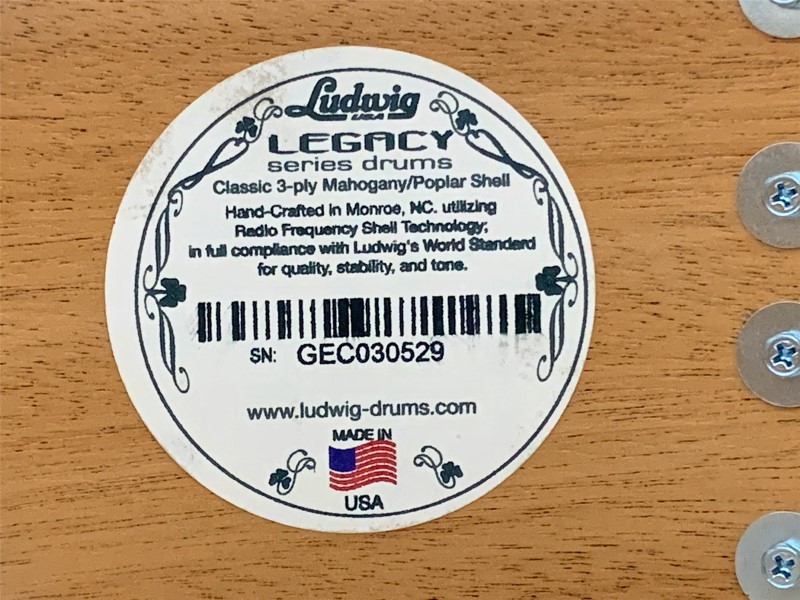 Ludwig
USA
LEGACY
series drums
Classic 3-ply Mahogany/Poplar Shell
Hand-Crafted in Monroe, NC. utilizing
Radio Frequency Shell Technology;
in full compliance with Ludwig's World Standard
for quality, stability, and tone.
SN: GEC030529
www.ludwig-drums.com
MADE IN
USA